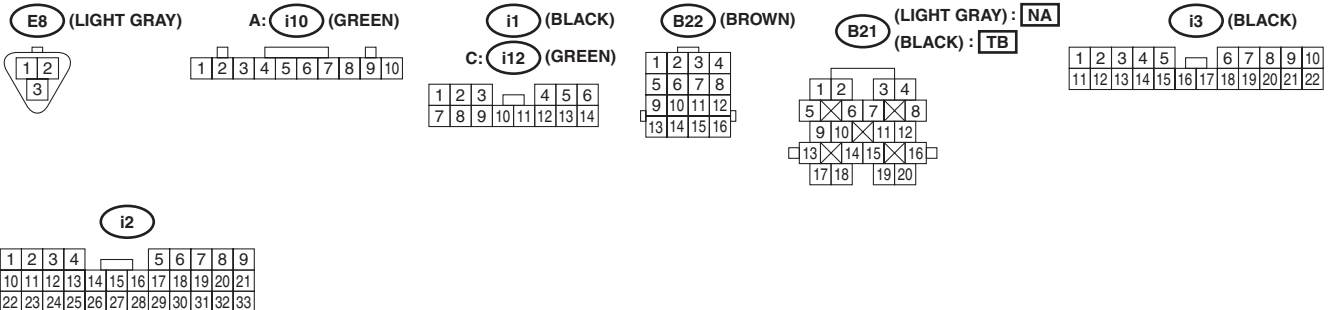 E8 (LIGHT GRAY)
1 2
3
A: i10 (GREEN)
1 2 3 4 5 6 7 8 9 10
i1 (BLACK)
C: i12 (GREEN)
1 2 3 4 5 6
7 8 9 10 11 12 13 14
B22 (BROWN)
1 2 3 4
5 6 7 8
9 10 11 12
13 14 15 16
B21 (LIGHT GRAY) : NA
(BLACK) : TB
1 2 3 4
5 6 7 8
9 10 11 12
13 14 15 16
17 18 19 20
i3 (BLACK)
1 2 3 4 5 6 7 8 9 10
11 12 13 14 15 16 17 18 19 20 21 22
i2
1 2 3 4 5 6 7 8 9
10 11 12 13 14 15 16 17 18 19 20 21
22 23 24 25 26 27 28 29 30 31 32 33